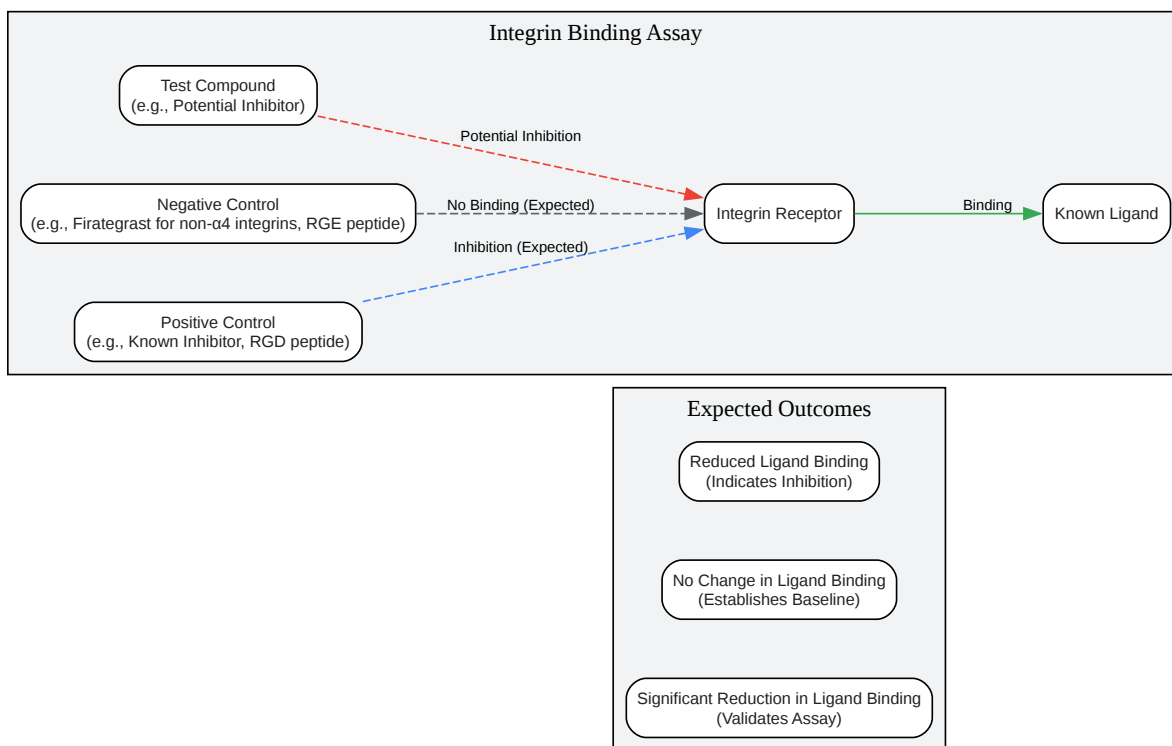 Integrin Binding Assay
Test Compound
(e.g., Potential Inhibitor)
Potential Inhibition
Negative Control
(e.g., Firategrast for non-α4 integrins, RGE peptide)
No Binding (Expected)
Integrin Receptor
Binding
Known Ligand
Inhibition (Expected)
Positive Control
(e.g., Known Inhibitor, RGD peptide)
Expected Outcomes
Reduced Ligand Binding
(Indicates Inhibition)
No Change in Ligand Binding
(Establishes Baseline)
Significant Reduction in Ligand Binding
(Validates Assay)